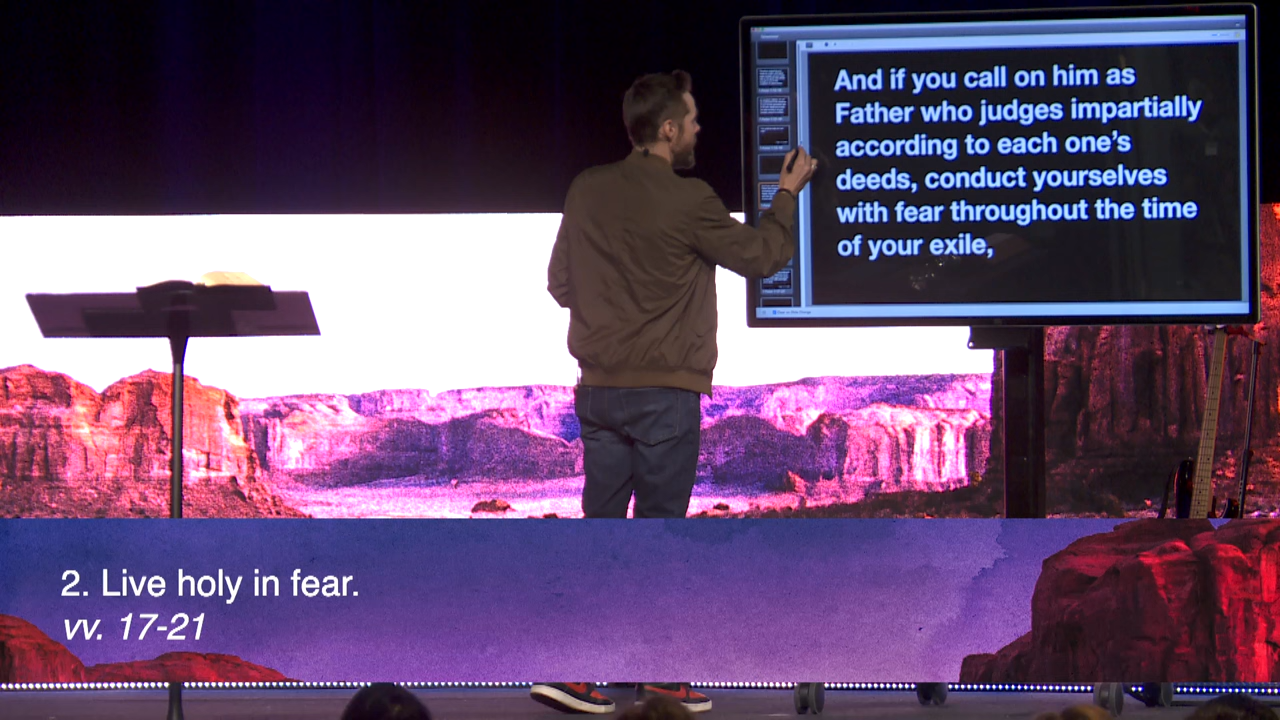 And if you call on him as
Father who judges impartially
according to each one's
deeds, conduct yourselves
with fear throughout the time
of your exile,
2. Live holy in fear.
vv. 17-21